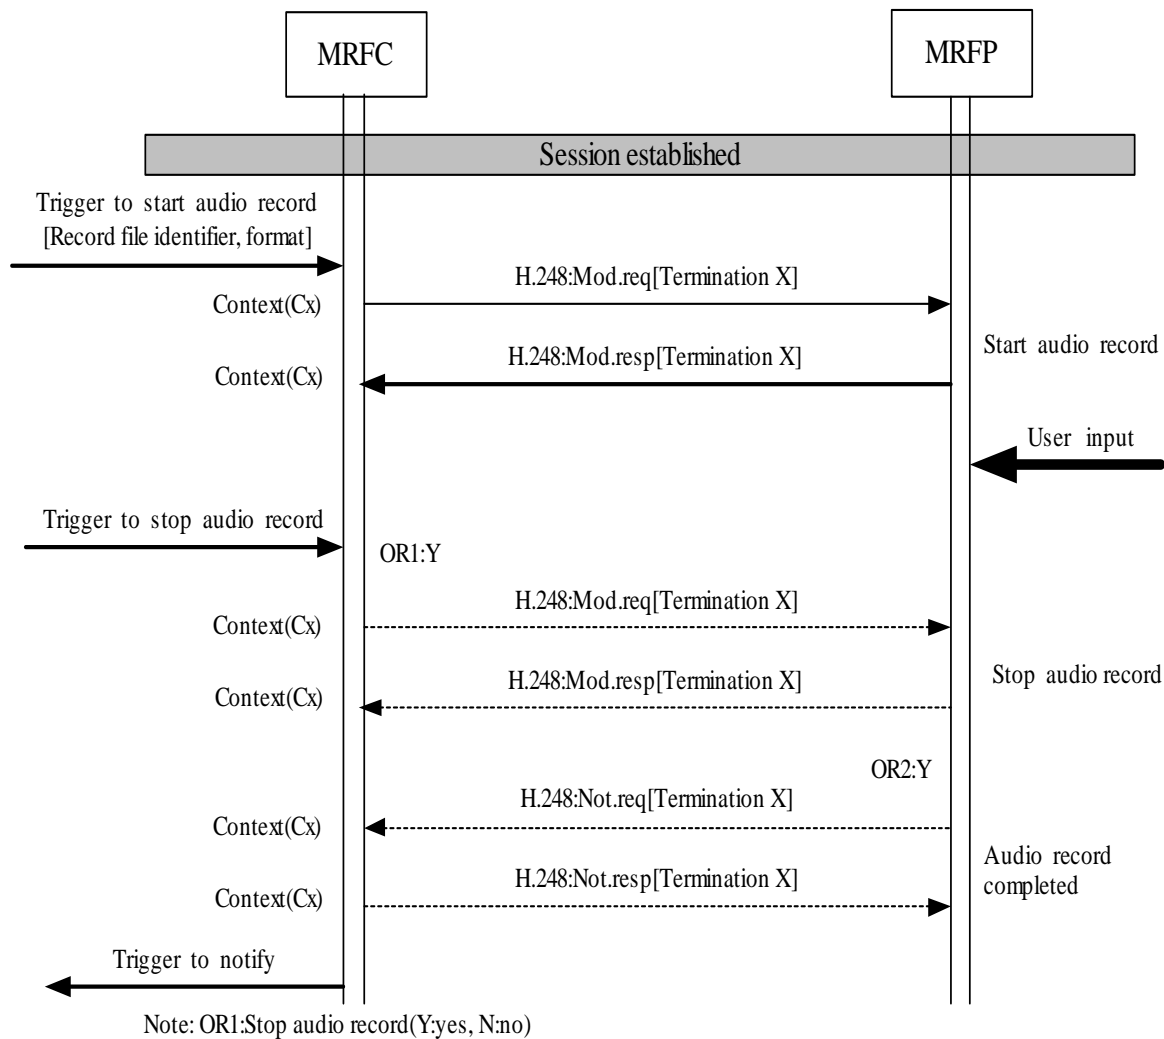 MRFC
MRFP
Session established
Trigger to start audio record
[Record file identifier, format]
H.248:Mod.req[Termination X]
Context(Cx)
Start audio record
H.248:Mod.resp[Termination X]
Context(Cx)
User input
Trigger to stop audio record
OR1:Y
H.248:Mod.req[Termination X]
Context(Cx)
Stop audio record
H.248:Mod.resp[Termination X]
Context(Cx)
OR2:Y
H.248:Not.req[Termination X]
Context(Cx)
Audio record
completed
H.248:Not.resp[Termination X]
Context(Cx)
Trigger to notify
Note: OR1:Stop audio record(Y:yes, N:no)